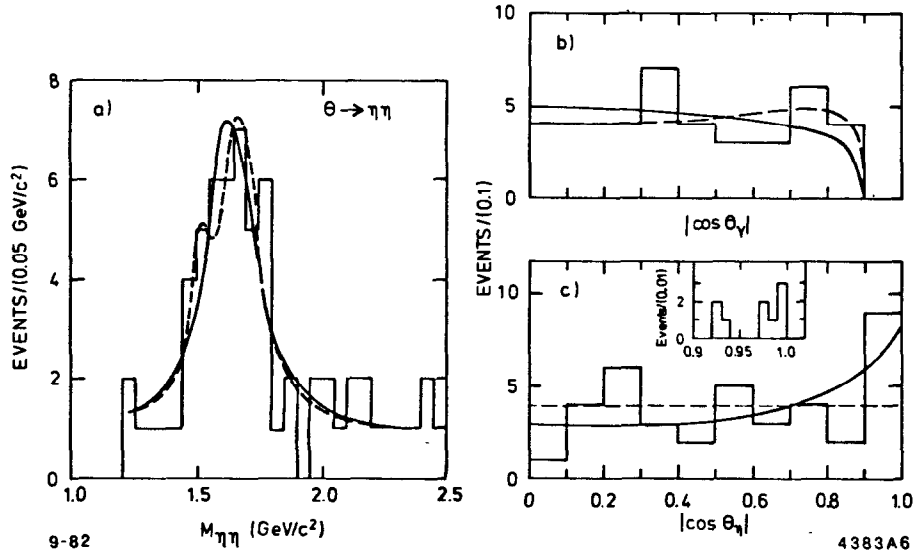 a)
θ → ηη
8
6
4
2
0
EVENTS/(0.05 GeV/c²)
1.0
1.5
2.0
2.5
Mηη (GeV/c²)
b)
10
5
0
|cos θγ|
EVENTS/(0.1)
c)
10
5
0
Events/(0.01)
2
0
0.9
0.95
1.0
0
0.2
0.4
0.6
0.8
1.0
|cos θη|
9-82
4383A6